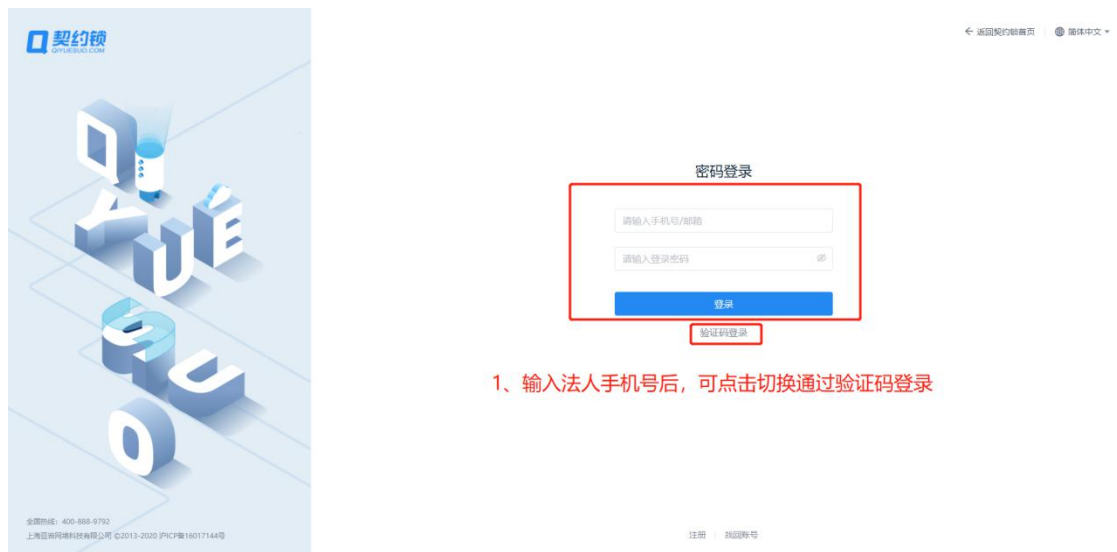 契约锁
QIYUESUO.COM
返回契约锁首页
简体中文
QI
YUÉ
SUO
密码登录
请输入手机号/邮箱
请输入登录密码
登录
验证码登录
1、输入法人手机号后，可点击切换通过验证码登录
全国热线：400-888-9792
上海亘岩网络科技有限公司 ©2013-2020 沪ICP备16017144号
注册
找回账号